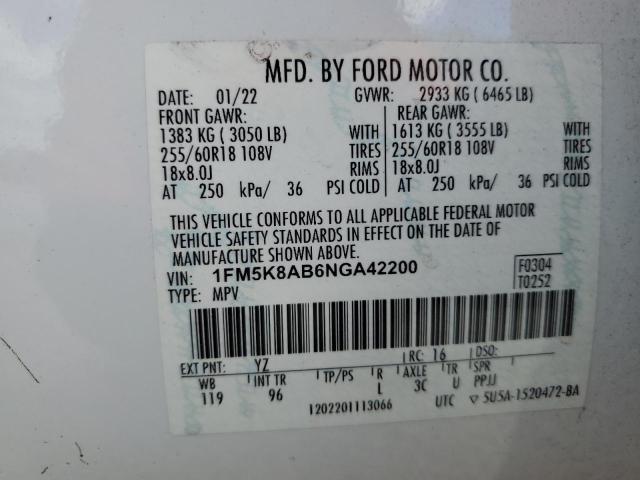 MFD. BY FORD MOTOR CO.
DATE: 01/22 GVWR: 2933 KG ( 6465 LB)
FRONT GAWR: REAR GAWR:
1383 KG ( 3050 LB) WITH 1613 KG ( 3555 LB) WITH
255/60R18 108V TIRES 255/60R18 108V TIRES
18x8.0J RIMS 18x8.0J RIMS
AT 250 kPa/ 36 PSI COLD AT 250 kPa/ 36 PSI COLD
THIS VEHICLE CONFORMS TO ALL APPLICABLE FEDERAL MOTOR
VEHICLE SAFETY STANDARDS IN EFFECT ON THE DATE OF
MANUFACTURE SHOWN ABOVE.
VIN: 1FM5K8AB6NGA42200 F0304
TYPE: MPV T0252
EXT PNT: YZ RC: 16 DSO:
WB INT TR TP/PS R AXLE TR SPR
119 96 L 3C U PPJJ
1202201113066 UTC ▽ 5U5A-1520472-BA